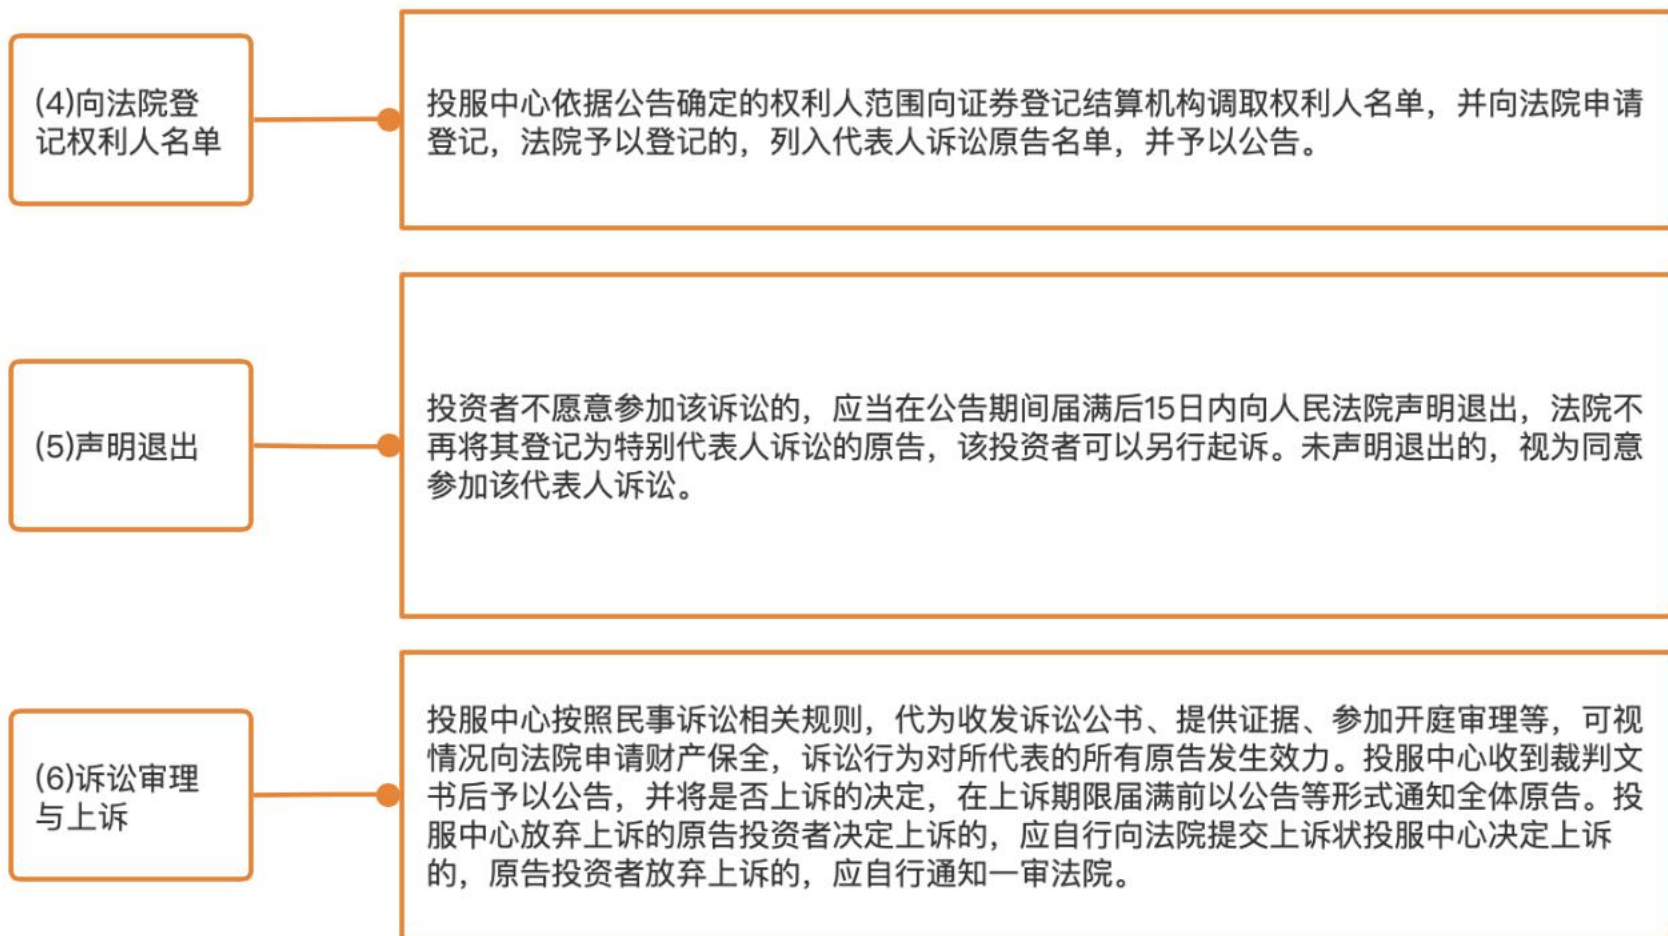 (4)向法院登
记权利人名单
投服中心依据公告确定的权利人范围向证券登记结算机构调取权利人名单，并向法院申请
登记，法院予以登记的，列入代表人诉讼原告名单，并予以公告。
(5)声明退出
投资者不愿意参加该诉讼的，应当在公告期间届满后15日内向人民法院声明退出，法院不
再将其登记为特别代表人诉讼的原告，该投资者可以另行起诉。未声明退出的，视为同意
参加该代表人诉讼。
(6)诉讼审理
与上诉
投服中心按照民事诉讼相关规则，代为收发诉讼公书、提供证据、参加开庭审理等，可视
情况向法院申请财产保全，诉讼行为对所代表的所有原告发生效力。投服中心收到裁判文
书后予以公告，并将是否上诉的决定，在上诉期限届满前以公告等形式通知全体原告。投
服中心放弃上诉的原告投资者决定上诉的，应自行向法院提交上诉状投服中心决定上诉
的，原告投资者放弃上诉的，应自行通知一审法院。